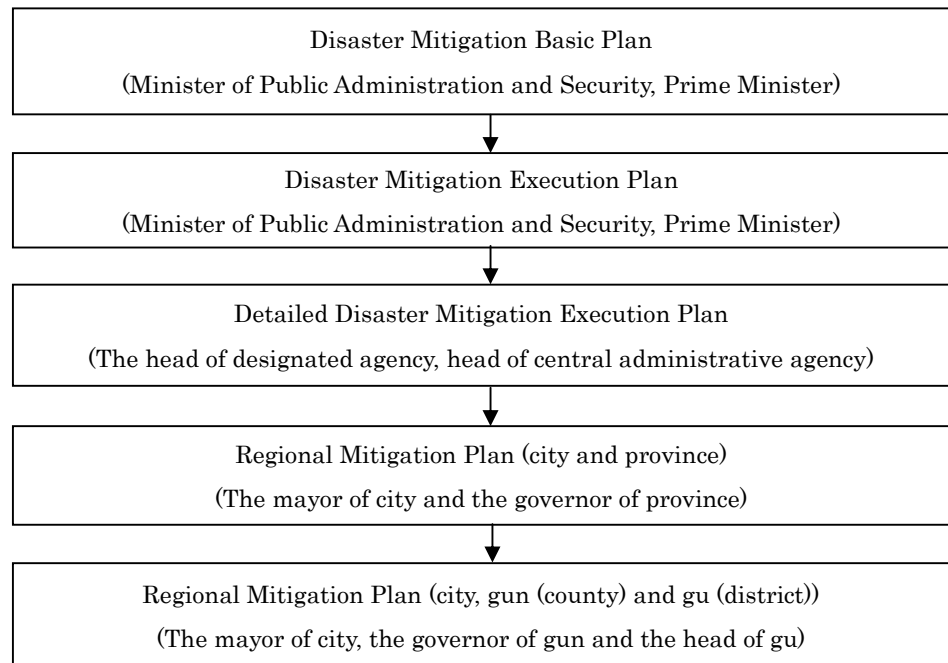 Disaster Mitigation Basic Plan
(Minister of Public Administration and Security, Prime Minister)
Disaster Mitigation Execution Plan
(Minister of Public Administration and Security, Prime Minister)
Detailed Disaster Mitigation Execution Plan
(The head of designated agency, head of central administrative agency)
Regional Mitigation Plan (city and province)
(The mayor of city and the governor of province)
Regional Mitigation Plan (city, gun (county) and gu (district))
(The mayor of city, the governor of gun and the head of gu)